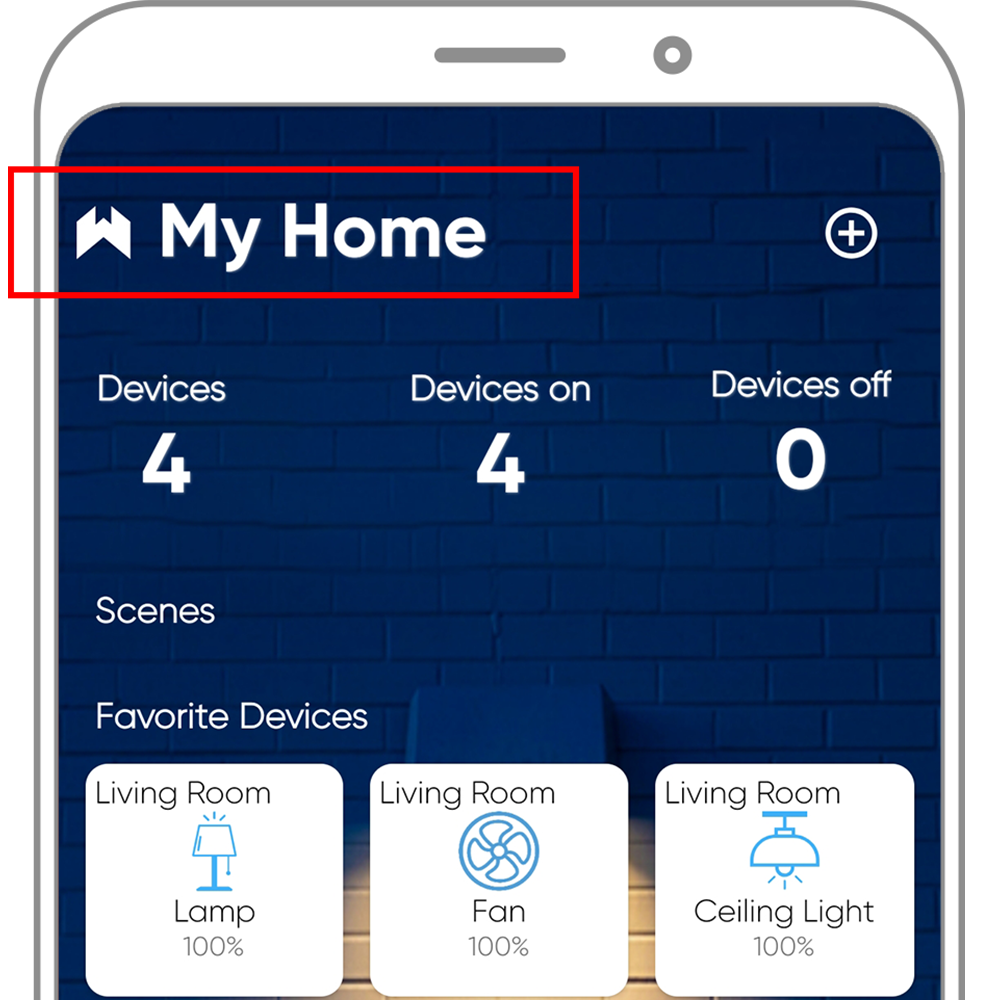 My Home
Devices Devices on Devices off
4 4 0
Scenes
Favorite Devices
Living Room Living Room Living Room
Lamp Fan Ceiling Light
100% 100% 100%